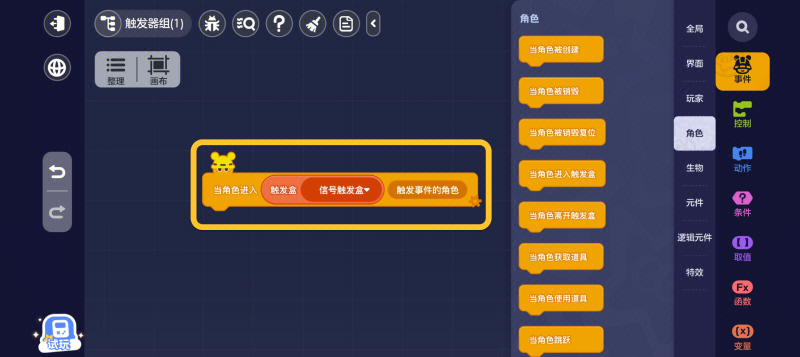 触发器组(1)
整理
画布
当角色进入 触发盒 信号触发盒 触发事件的角色
试玩
角色
当角色被创建
当角色被销毁
当角色被销毁复位
当角色进入触发盒
当角色离开触发盒
当角色获取道具
当角色使用道具
当角色跳跃
全局
界面
玩家
角色
生物
元件
逻辑元件
特效
事件
控制
动作
条件
取值
Fx
函数
(x)
变量